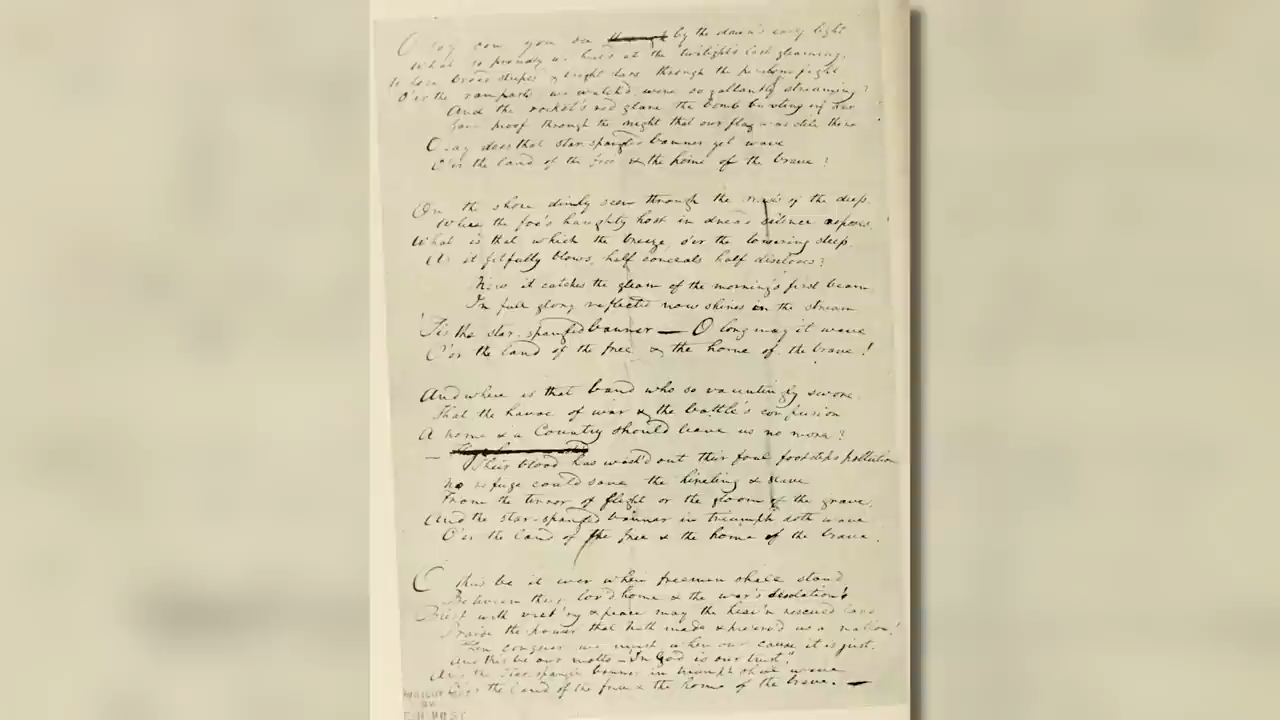 O say can you see ~~through~~ by the dawn's early light
What so proudly we hail'd at the twilight's last gleaming,
Whose broad stripes & bright stars through the perilous fight
O'er the ramparts we watch'd, were so gallantly streaming?
And the rocket's red glare, the bomb bursting in air
Gave proof through the night that our flag was still there
O say does that star-spangled banner yet wave
O'er the land of the free & the home of the brave?
On the shore dimly seen through the mists of the deep,
Where the foe's haughty host in dread silence reposes,
What is that which the breeze, o'er the towering steep,
As it fitfully blows, half conceals half discloses?
Now it catches the gleam of the morning's first beam
In full glory reflected now shines in the stream
'Tis the star-spangled banner — O long may it wave
O'er the land of the free & the home of the brave!
And where is that band who so vauntingly swore,
That the havoc of war & the battle's confusion
A home & a Country should leave us no more?
— Their blood has wash'd out their foul footsteps pollution
No refuge could save the hireling & slave
From the terror of flight or the gloom of the grave,
And the star-spangled banner in triumph doth wave
O'er the land of the free & the home of the brave.
O thus be it ever when freemen shall stand
Between their lov'd home & the war's desolation!
Blest with vict'ry & peace may the heav'n rescued land
Praise the power that hath made & preserv'd us a nation!
Then conquer we must, when our cause it is just,
And this be our motto — "In God is our trust,"
And the star-spangled banner in triumph shall wave
O'er the land of the free & the home of the brave. —